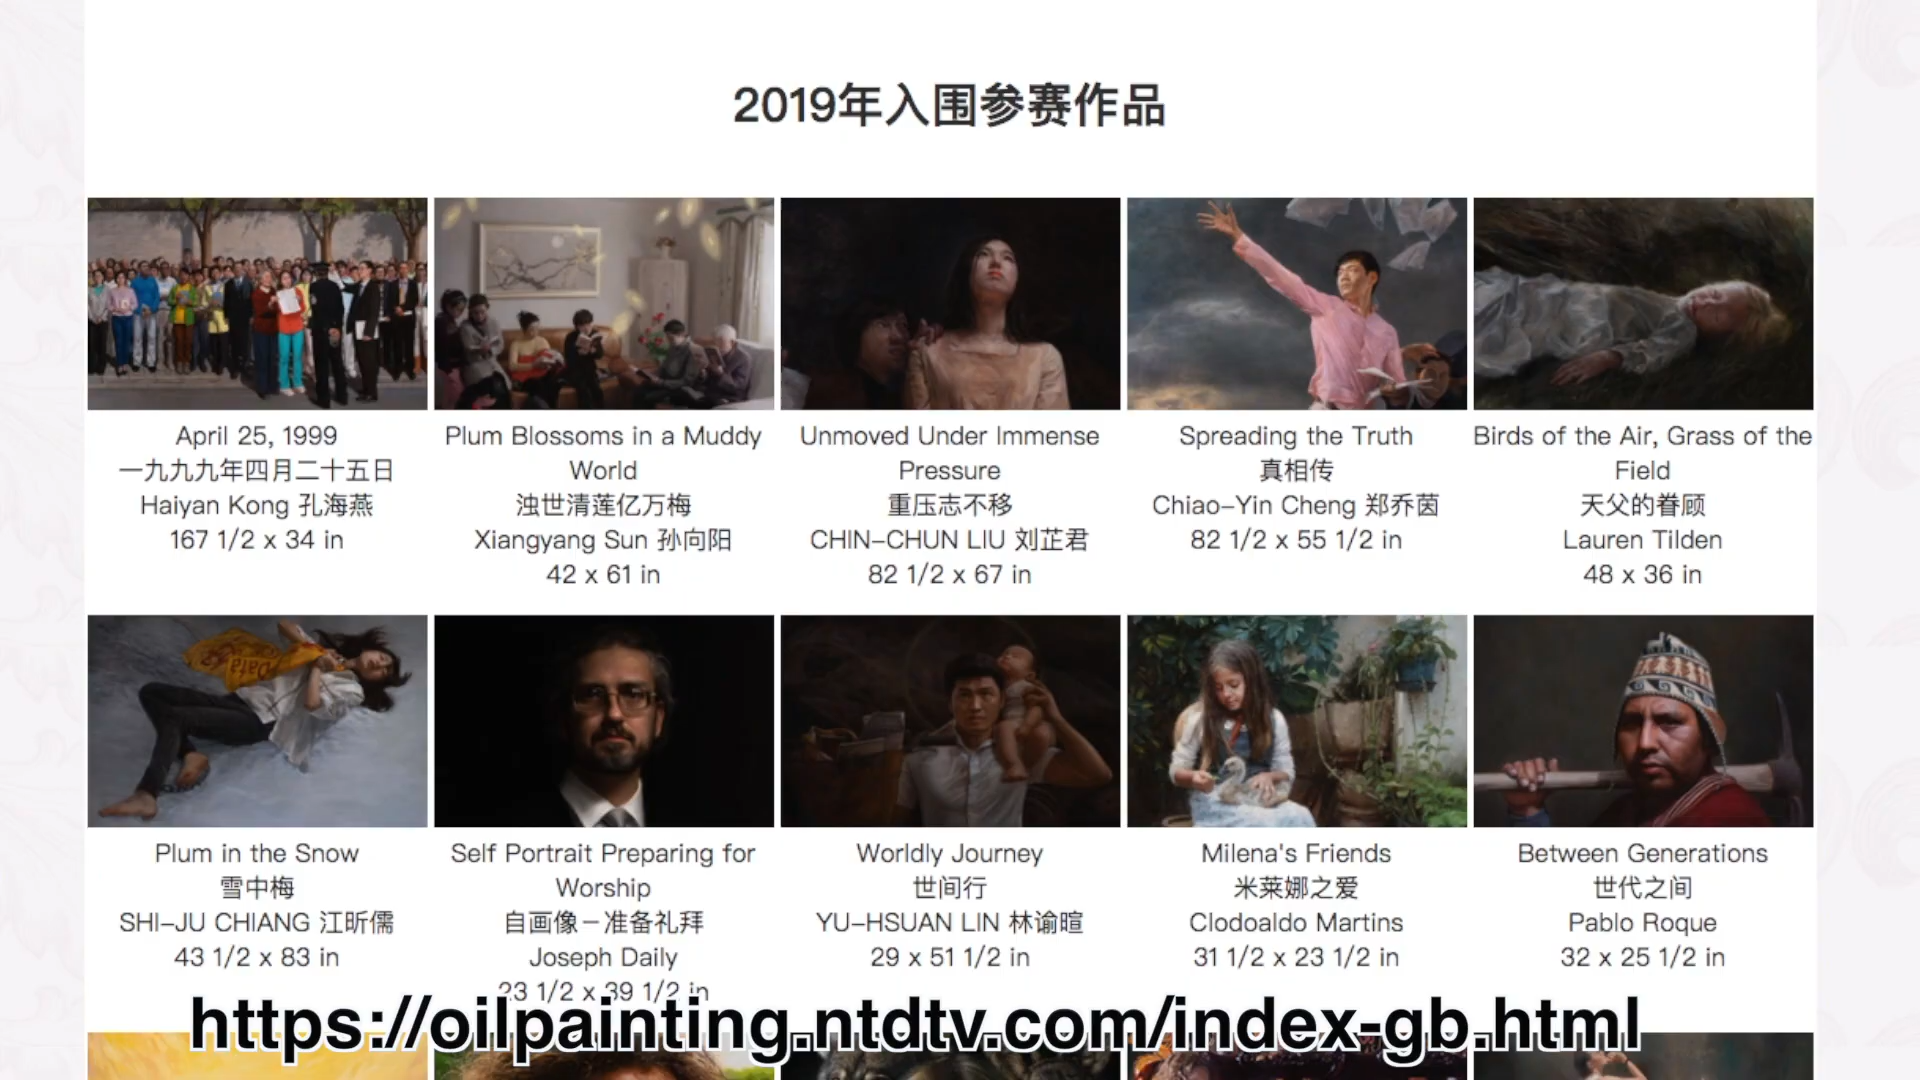 2019年入围参赛作品
April 25, 1999
一九九九年四月二十五日
Haiyan Kong 孔海燕
167 1/2 x 34 in
Plum Blossoms in a Muddy
World
浊世清莲亿万梅
Xiangyang Sun 孙向阳
42 x 61 in
Unmoved Under Immense
Pressure
重压志不移
CHIN-CHUN LIU 刘芷君
82 1/2 x 67 in
Spreading the Truth
真相传
Chiao-Yin Cheng 郑乔茵
82 1/2 x 55 1/2 in
Birds of the Air, Grass of the
Field
天父的眷顾
Lauren Tilden
48 x 36 in
Plum in the Snow
雪中梅
SHI-JU CHIANG 江昕儒
43 1/2 x 83 in
Self Portrait Preparing for
Worship
自画像－准备礼拜
Joseph Daily
23 1/2 x 39 1/2 in
Worldly Journey
世间行
YU-HSUAN LIN 林谕暄
29 x 51 1/2 in
Milena's Friends
米莱娜之爱
Clodoaldo Martins
31 1/2 x 23 1/2 in
Between Generations
世代之间
Pablo Roque
32 x 25 1/2 in
https://oilpainting.ntdtv.com/index-gb.html